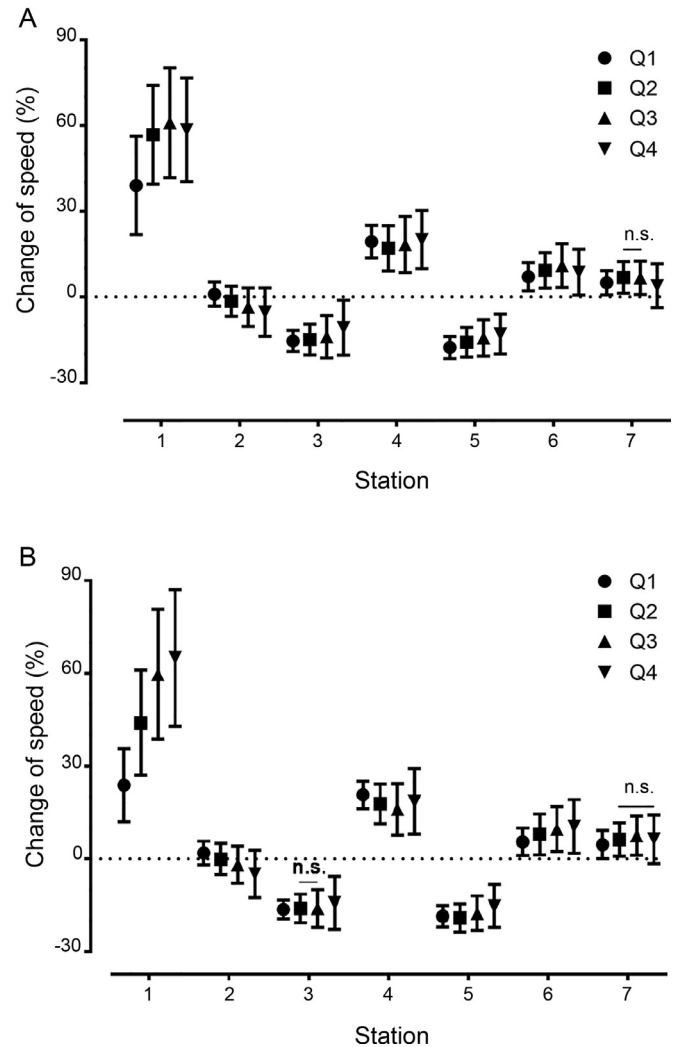 A
90
60
30
0
-30
Change of speed (%)
Q1
Q2
Q3
Q4
n.s.
1 2 3 4 5 6 7
Station
B
90
60
30
0
-30
Change of speed (%)
Q1
Q2
Q3
Q4
n.s.
n.s.
1 2 3 4 5 6 7
Station